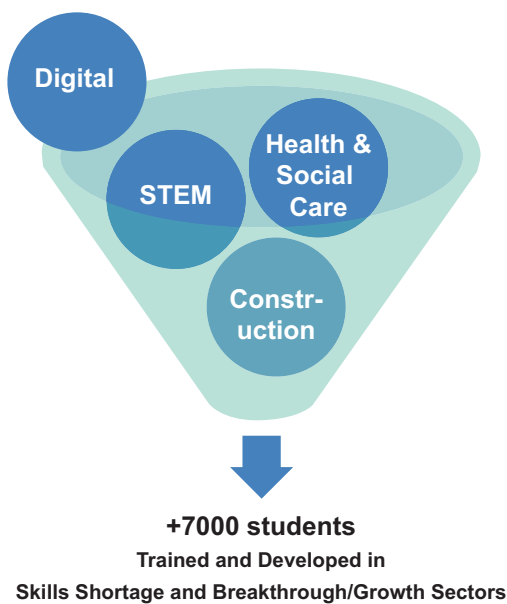 Digital
Health &
Social
Care
STEM
Constr-
uction
+7000 students
Trained and Developed in
Skills Shortage and Breakthrough/Growth Sectors